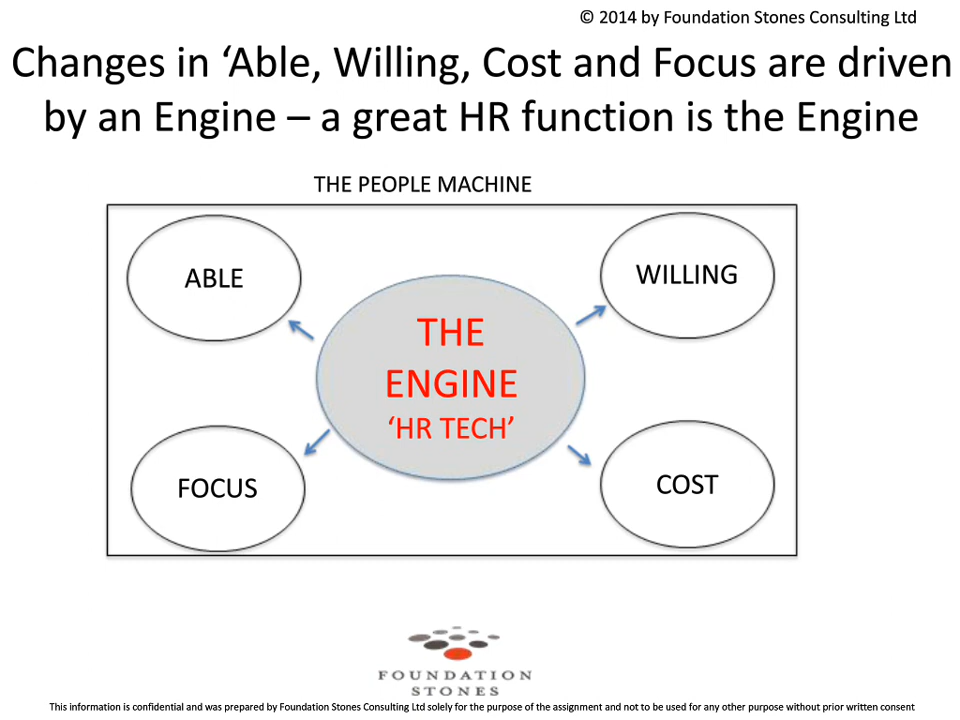 © 2014 by Foundation Stones Consulting Ltd
Changes in ‘Able, Willing, Cost and Focus are driven
by an Engine – a great HR function is the Engine
THE PEOPLE MACHINE
ABLE
WILLING
THE
ENGINE
‘HR TECH’
FOCUS
COST
FOUNDATION
STONES
This information is confidential and was prepared by Foundation Stones Consulting Ltd solely for the purpose of the assignment and not to be used for any other purpose without prior written consent